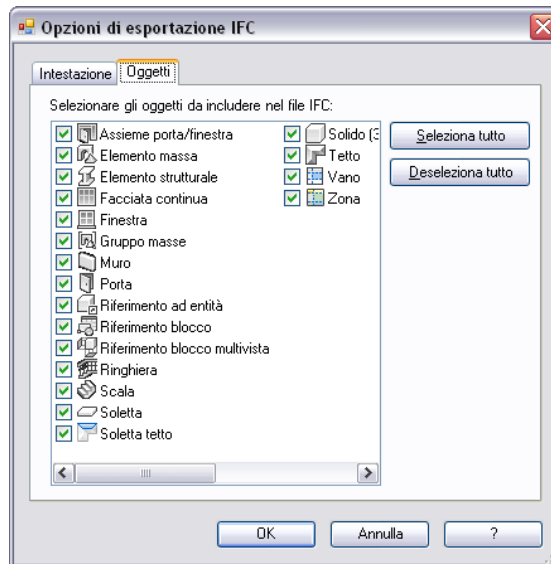 Opzioni di esportazione IFC
Intestazione Oggetti
Selezionare gli oggetti da includere nel file IFC:
Assieme porta/finestra
Elemento massa
Elemento strutturale
Facciata continua
Finestra
Gruppo masse
Muro
Porta
Riferimento ad entità
Riferimento blocco
Riferimento blocco multivista
Ringhiera
Scala
Soletta
Soletta tetto
Solido (3
Tetto
Vano
Zona
Seleziona tutto
Deseleziona tutto
OK Annulla ?